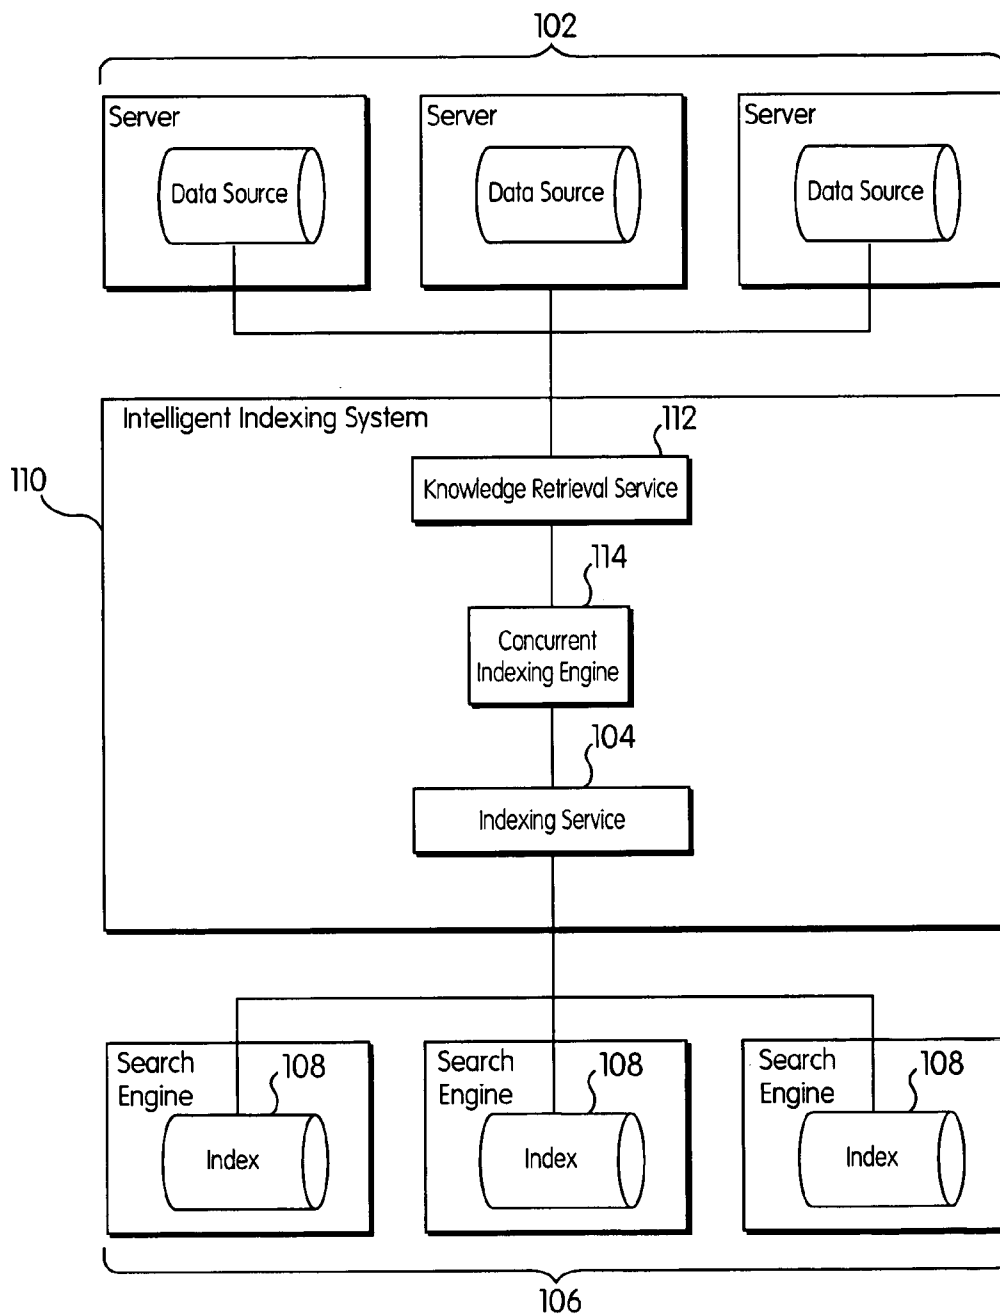 102
Server
Server
Server
Data Source
Data Source
Data Source
Intelligent Indexing System
112
110
Knowledge Retrieval Service
114
Concurrent
Indexing Engine
104
Indexing Service
Search
Engine
108
Search
Engine
108
Search
Engine
108
Index
Index
Index
106